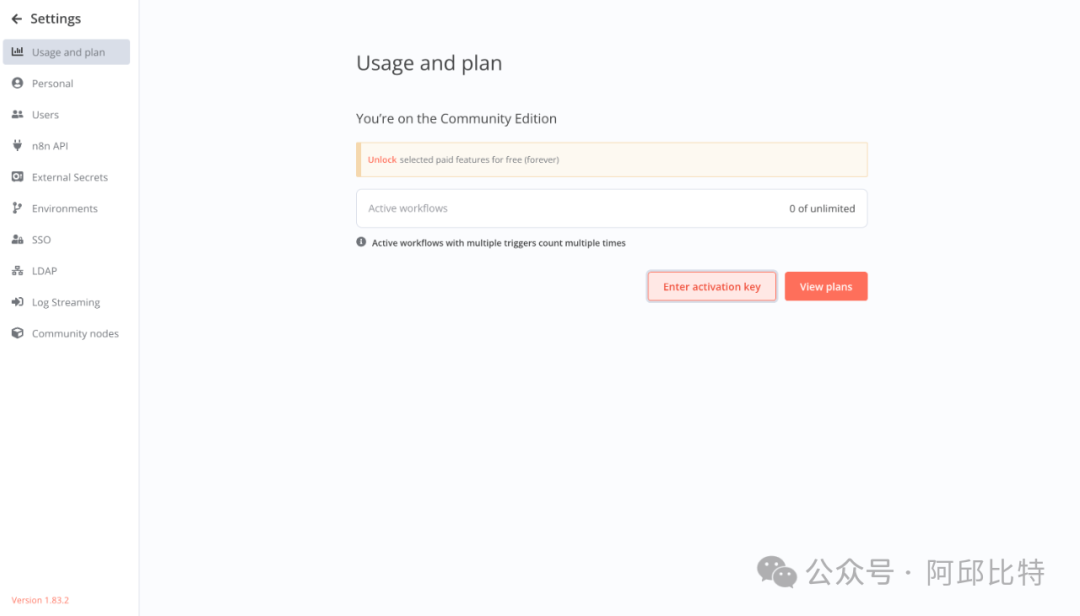 Settings
Usage and plan
Personal
Users
n8n API
External Secrets
Environments
SSO
LDAP
Log Streaming
Community nodes
Version 1.83.2
Usage and plan
You're on the Community Edition
Unlock selected paid features for free (forever)
Active workflows 0 of unlimited
Active workflows with multiple triggers count multiple times
Enter activation key View plans
公众号 · 阿邱比特